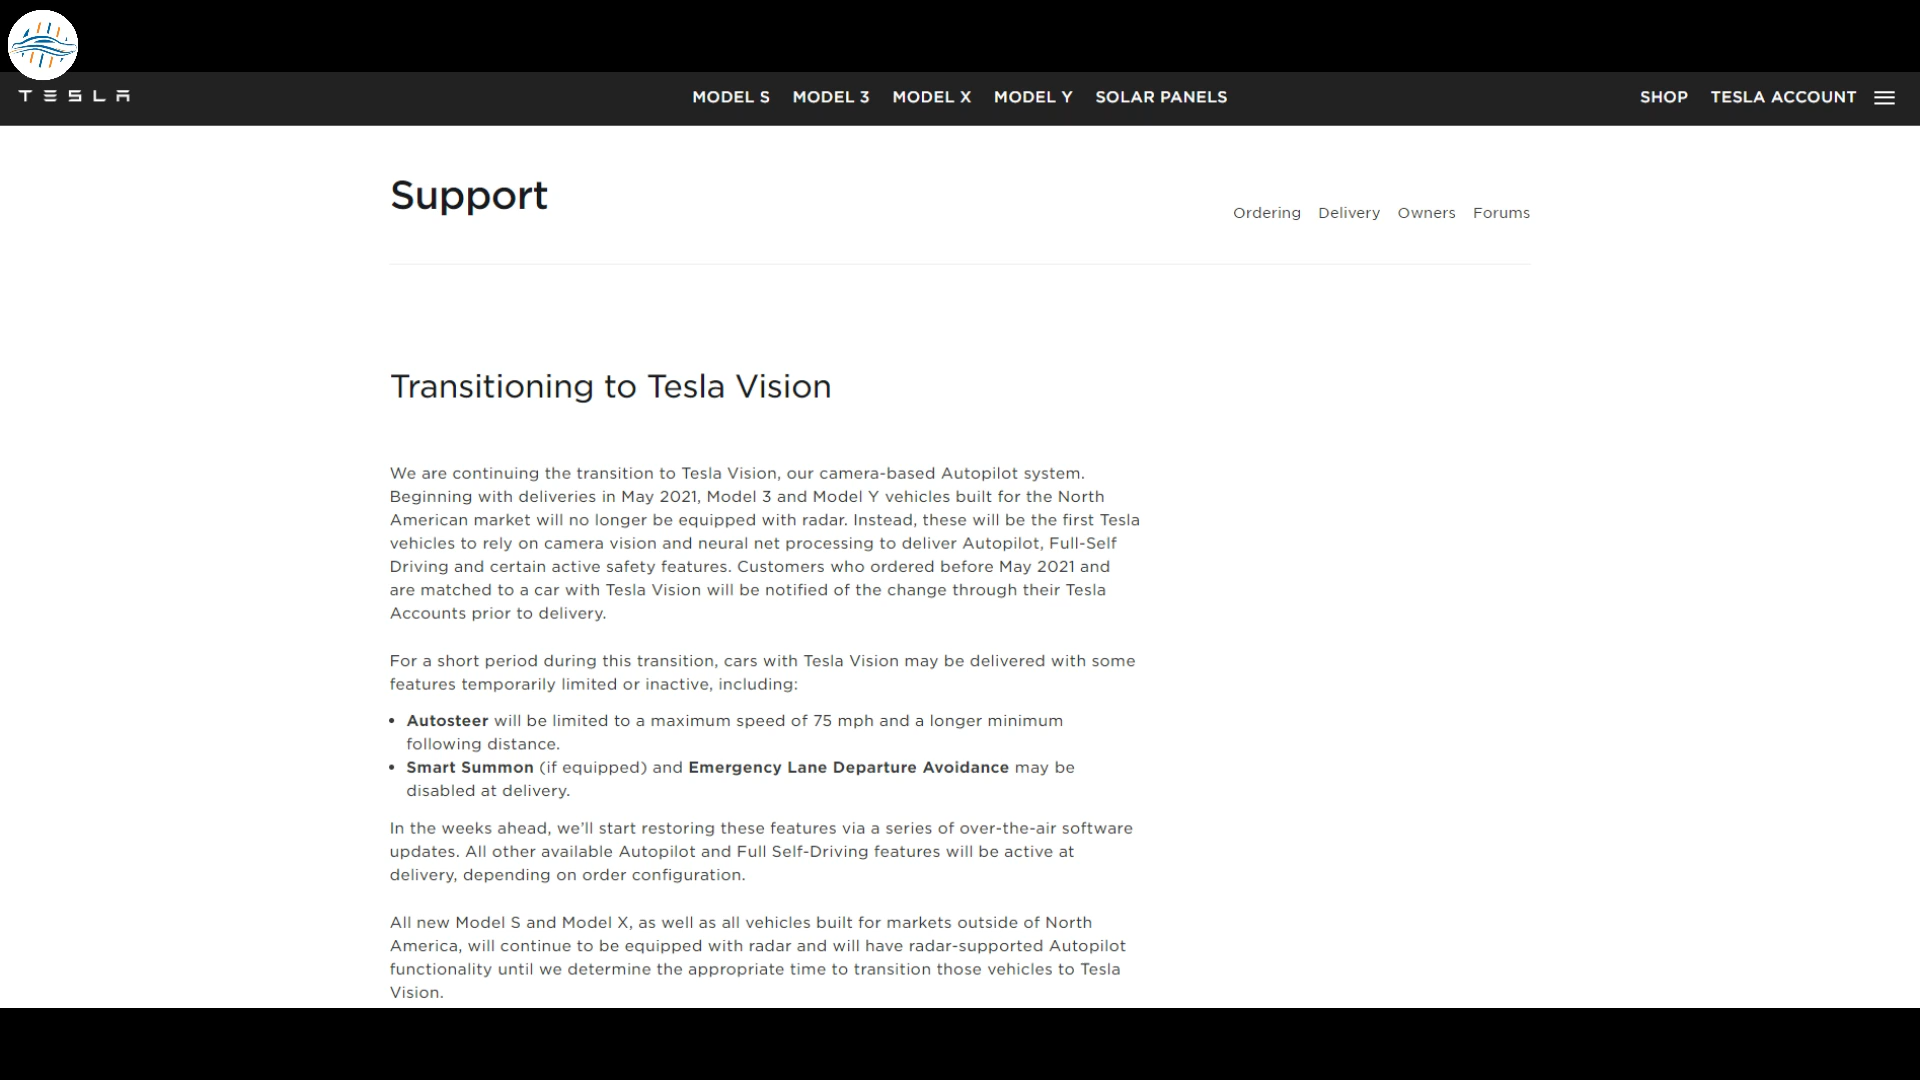 TESLA
MODEL S MODEL 3 MODEL X MODEL Y SOLAR PANELS
SHOP TESLA ACCOUNT
Support
Ordering Delivery Owners Forums
Transitioning to Tesla Vision
We are continuing the transition to Tesla Vision, our camera-based Autopilot system.
Beginning with deliveries in May 2021, Model 3 and Model Y vehicles built for the North
American market will no longer be equipped with radar. Instead, these will be the first Tesla
vehicles to rely on camera vision and neural net processing to deliver Autopilot, Full-Self
Driving and certain active safety features. Customers who ordered before May 2021 and
are matched to a car with Tesla Vision will be notified of the change through their Tesla
Accounts prior to delivery.
For a short period during this transition, cars with Tesla Vision may be delivered with some
features temporarily limited or inactive, including:
• Autosteer will be limited to a maximum speed of 75 mph and a longer minimum
following distance.
• Smart Summon (if equipped) and Emergency Lane Departure Avoidance may be
disabled at delivery.
In the weeks ahead, we’ll start restoring these features via a series of over-the-air software
updates. All other available Autopilot and Full Self-Driving features will be active at
delivery, depending on order configuration.
All new Model S and Model X, as well as all vehicles built for markets outside of North
America, will continue to be equipped with radar and will have radar-supported Autopilot
functionality until we determine the appropriate time to transition those vehicles to Tesla
Vision.